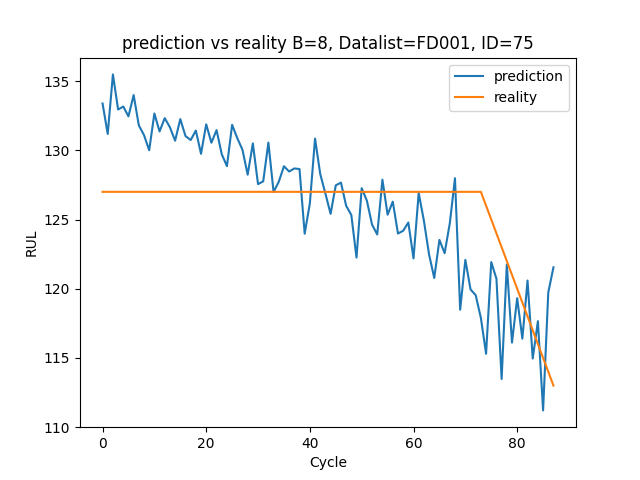 prediction vs reality B=8, Datalist=FD001, ID=75
prediction
reality
RUL
135
130
125
120
115
110
0 20 40 60 80
Cycle